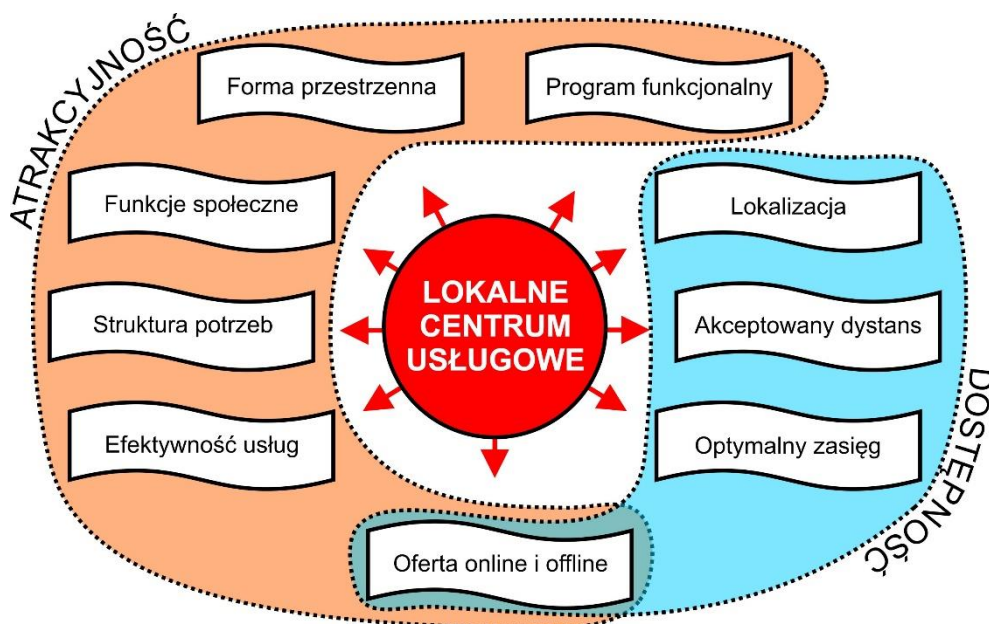 ATRAKCYJNOŚĆ
Forma przestrzenna
Program funkcjonalny
Funkcje społeczne
Lokalizacja
LOKALNE
CENTRUM
USŁUGOWE
Struktura potrzeb
Akceptowany dystans
Efektywność usług
Optymalny zasięg
DOSTĘPNOŚĆ
Oferta online i offline